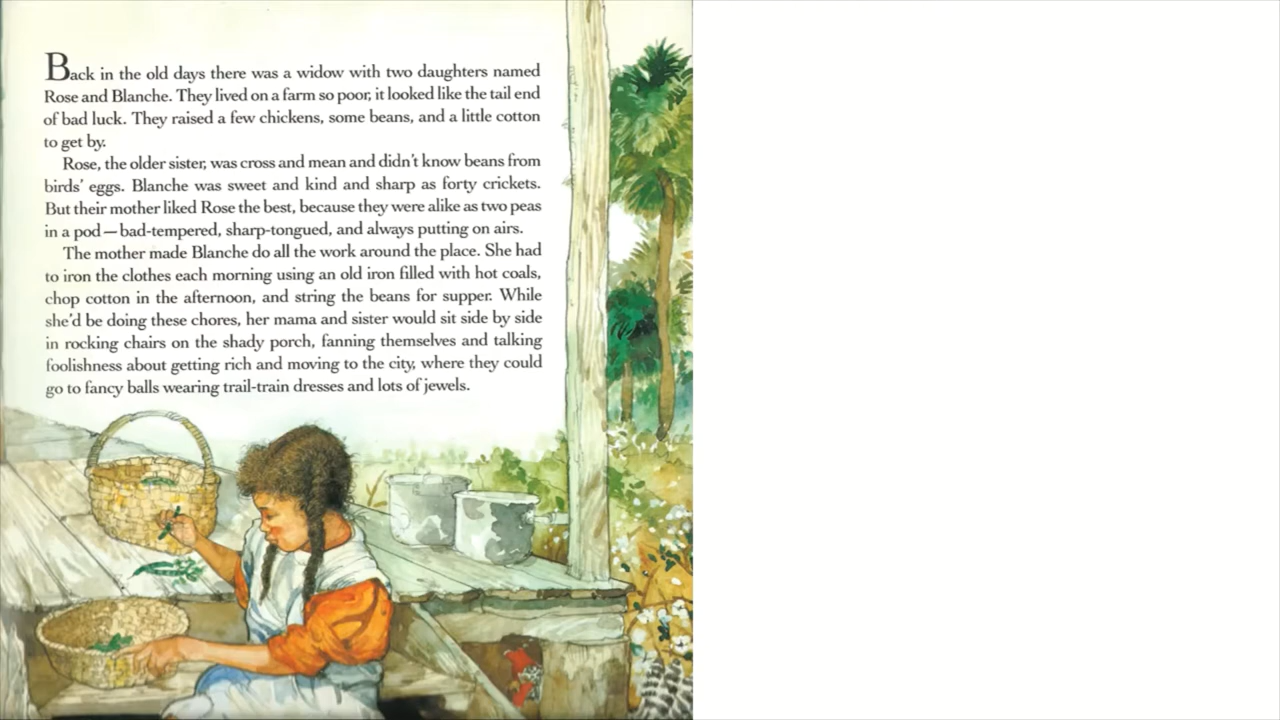 Back in the old days there was a widow with two daughters named
Rose and Blanche. They lived on a farm so poor, it looked like the tail end
of bad luck. They raised a few chickens, some beans, and a little cotton
to get by.
Rose, the older sister, was cross and mean and didn't know beans from
birds' eggs. Blanche was sweet and kind and sharp as forty crickets.
But their mother liked Rose the best, because they were alike as two peas
in a pod—bad-tempered, sharp-tongued, and always putting on airs.
The mother made Blanche do all the work around the place. She had
to iron the clothes each morning using an old iron filled with hot coals,
chop cotton in the afternoon, and string the beans for supper. While
she'd be doing these chores, her mama and sister would sit side by side
in rocking chairs on the shady porch, fanning themselves and talking
foolishness about getting rich and moving to the city, where they could
go to fancy balls wearing trail-train dresses and lots of jewels.